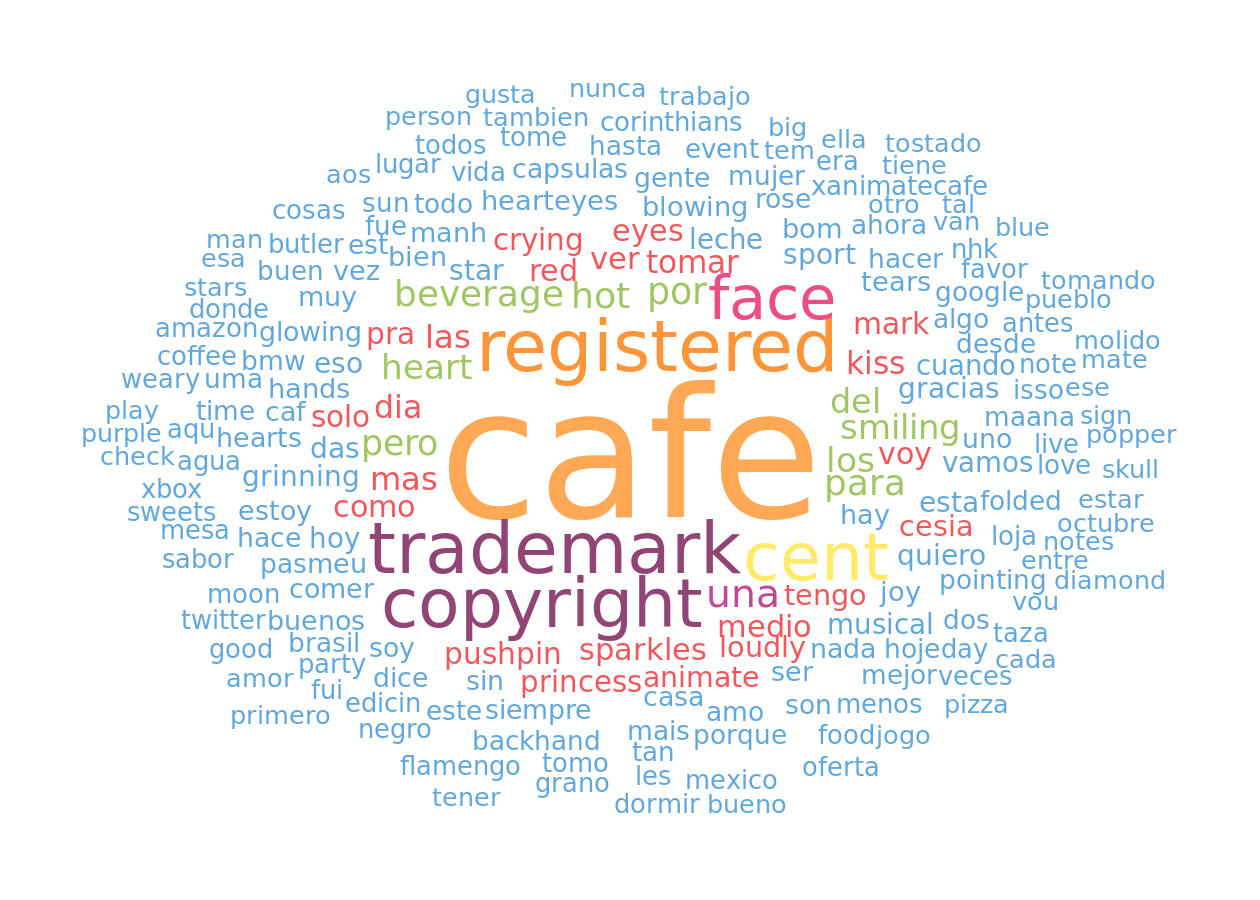 gusta nunca trabajo
person tambien corinthians big
todos tome hasta event tem era ella tostado
aos lugar vida capsulas gente mujer xanimatecafe tiene
cosas sun todo hearteyes blowing rose otro tal
man butler est fue manh crying eyes leche bom ahora van blue
esa buen vez bien star red ver tomar sport hacer nhk
stars muy beverage hot por face tears favor tomando
donde google pueblo
amazon glowing pra las registered mark algo antes
coffee bmw eso heart kiss cuando desde note molido mate
weary uma hands cafe gracias isso ese
play time caf solo dia del maana sign
purple aqu hearts das pero smiling uno live popper
check agua grinning mas los voy vamos love skull
xbox como para esta folded estar
sweets estoy hay cesia octubre
mesa hace hoy trademark cent loja notes
sabor pasmeu quiero entre
moon comer copyright una tengo joy pointing diamond
twitter buenos medio musical dos vou taza
good brasil soy pushpin sparkles loudly nada hojeday cada
amor party dice sin princess animate ser mejor veces
fui
primero edicin este siempre casa amo son menos pizza
negro backhand mais porque food jogo
flamengo tomo tan oferta
tener grano les mexico
dormir bueno